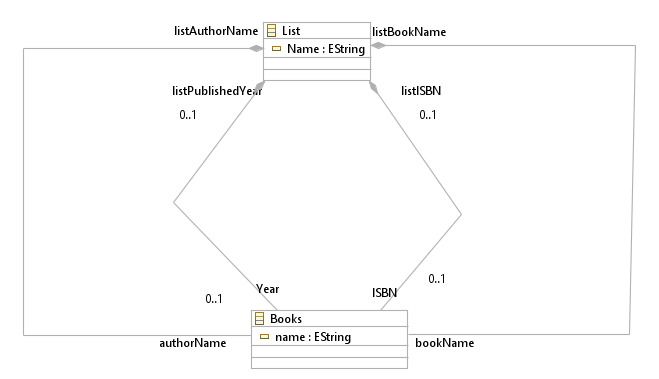 listAuthorName List listBookName
Name : EString
listPublishedYear listISBN
0..1 0..1
0..1 0..1
Year ISBN
Books
name : EString
authorName bookName